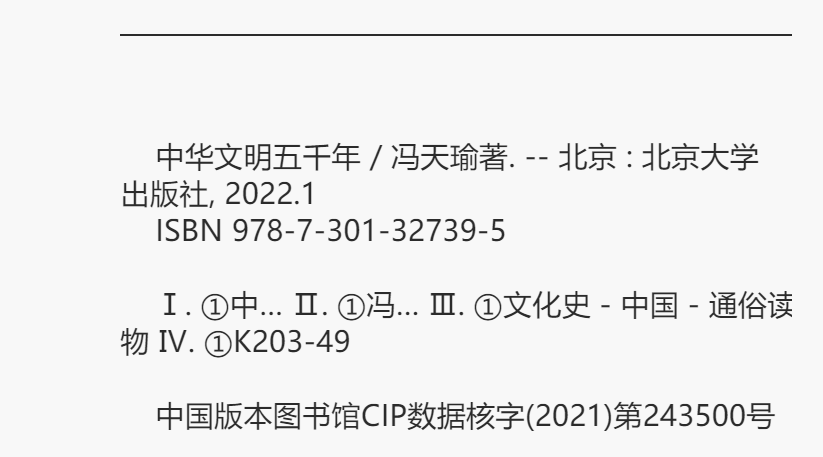 中华文明五千年 / 冯天瑜著. -- 北京 : 北京大学
出版社, 2022.1
ISBN 978-7-301-32739-5
Ⅰ. ①中… Ⅱ. ①冯… Ⅲ. ①文化史 - 中国 - 通俗读
物 Ⅳ. ①K203-49
中国版本图书馆CIP数据核字(2021)第243500号